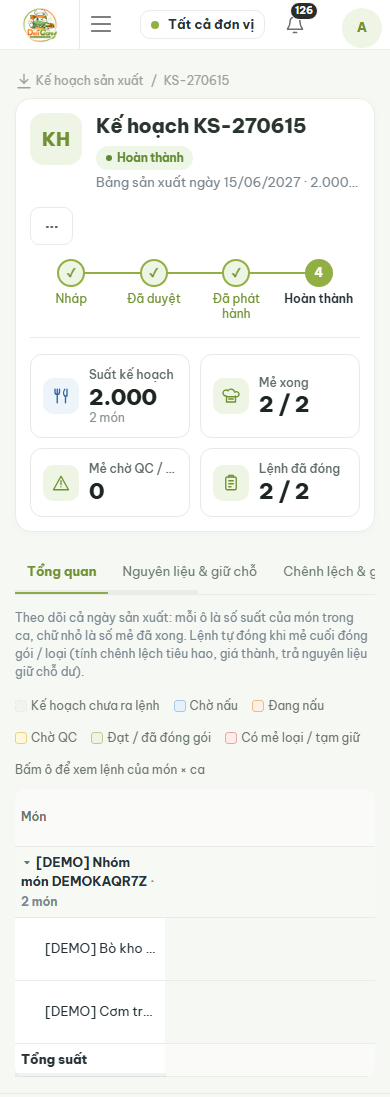 Tất cả đơn vị
126
A
Kế hoạch sản xuất / KS-270615
KH
Kế hoạch KS-270615
Hoàn thành
Bảng sản xuất ngày 15/06/2027 · 2.000...
...
4
Nháp
Đã duyệt
Đã phát hành
Hoàn thành
Suất kế hoạch
2.000
2 món
Mẻ xong
2 / 2
Mẻ chờ QC / ...
0
Lệnh đã đóng
2 / 2
Tổng quan
Nguyên liệu & giữ chỗ
Chênh lệch & g
Theo dõi cả ngày sản xuất: mỗi ô là số suất của món trong
ca, chữ nhỏ là số mẻ đã xong. Lệnh tự đóng khi mẻ cuối đóng
gói / loại (tính chênh lệch tiêu hao, giá thành, trả nguyên liệu
giữ chỗ dư).
Kế hoạch chưa ra lệnh
Chờ nấu
Đang nấu
Chờ QC
Đạt / đã đóng gói
Có mẻ loại / tạm giữ
Bấm ô để xem lệnh của món × ca
Món
[DEMO] Nhóm
món DEMOKAQR7Z ·
2 món
[DEMO] Bò kho ...
[DEMO] Cơm tr...
Tổng suất